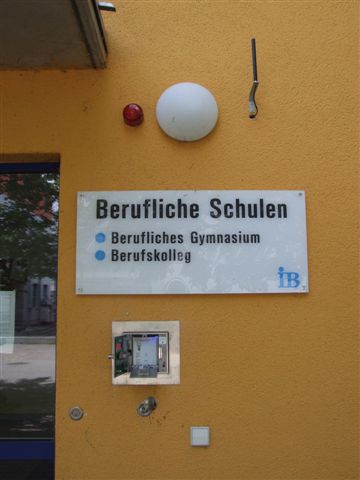 Berufliche Schulen
Berufliches Gymnasium
Berufskolleg
iB